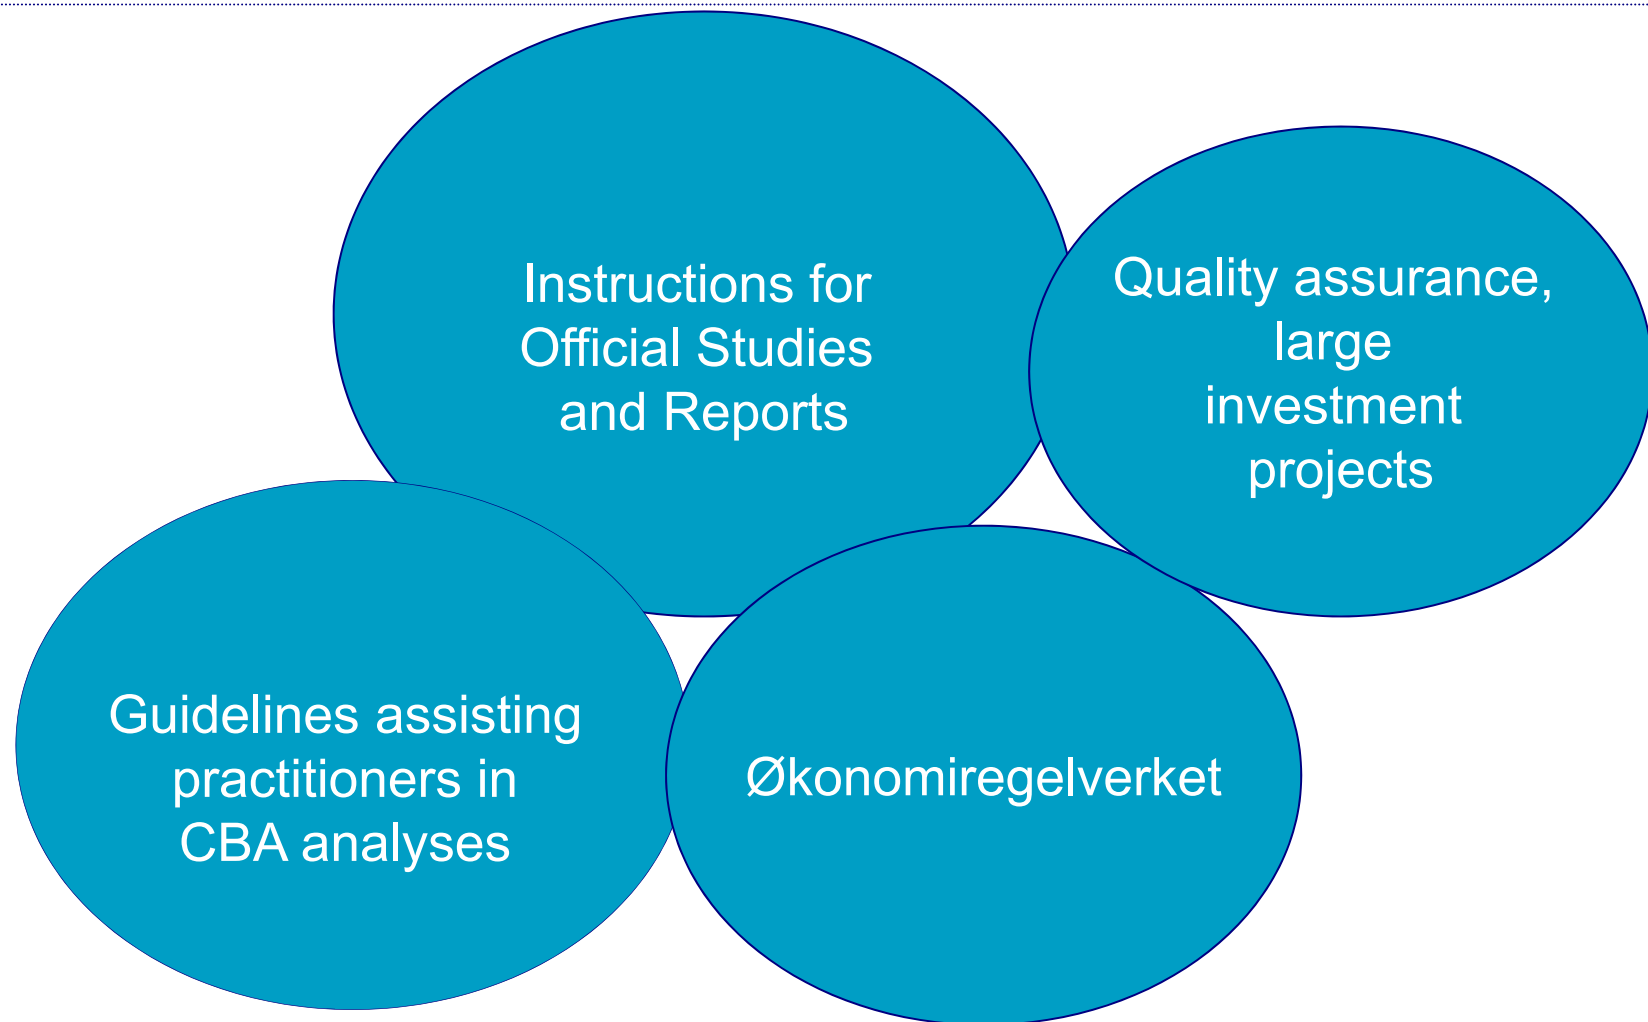 Instructions for
Official Studies
and Reports
Quality assurance,
large
investment
projects
Guidelines assisting
practitioners in
CBA analyses
Økonomiregelverket